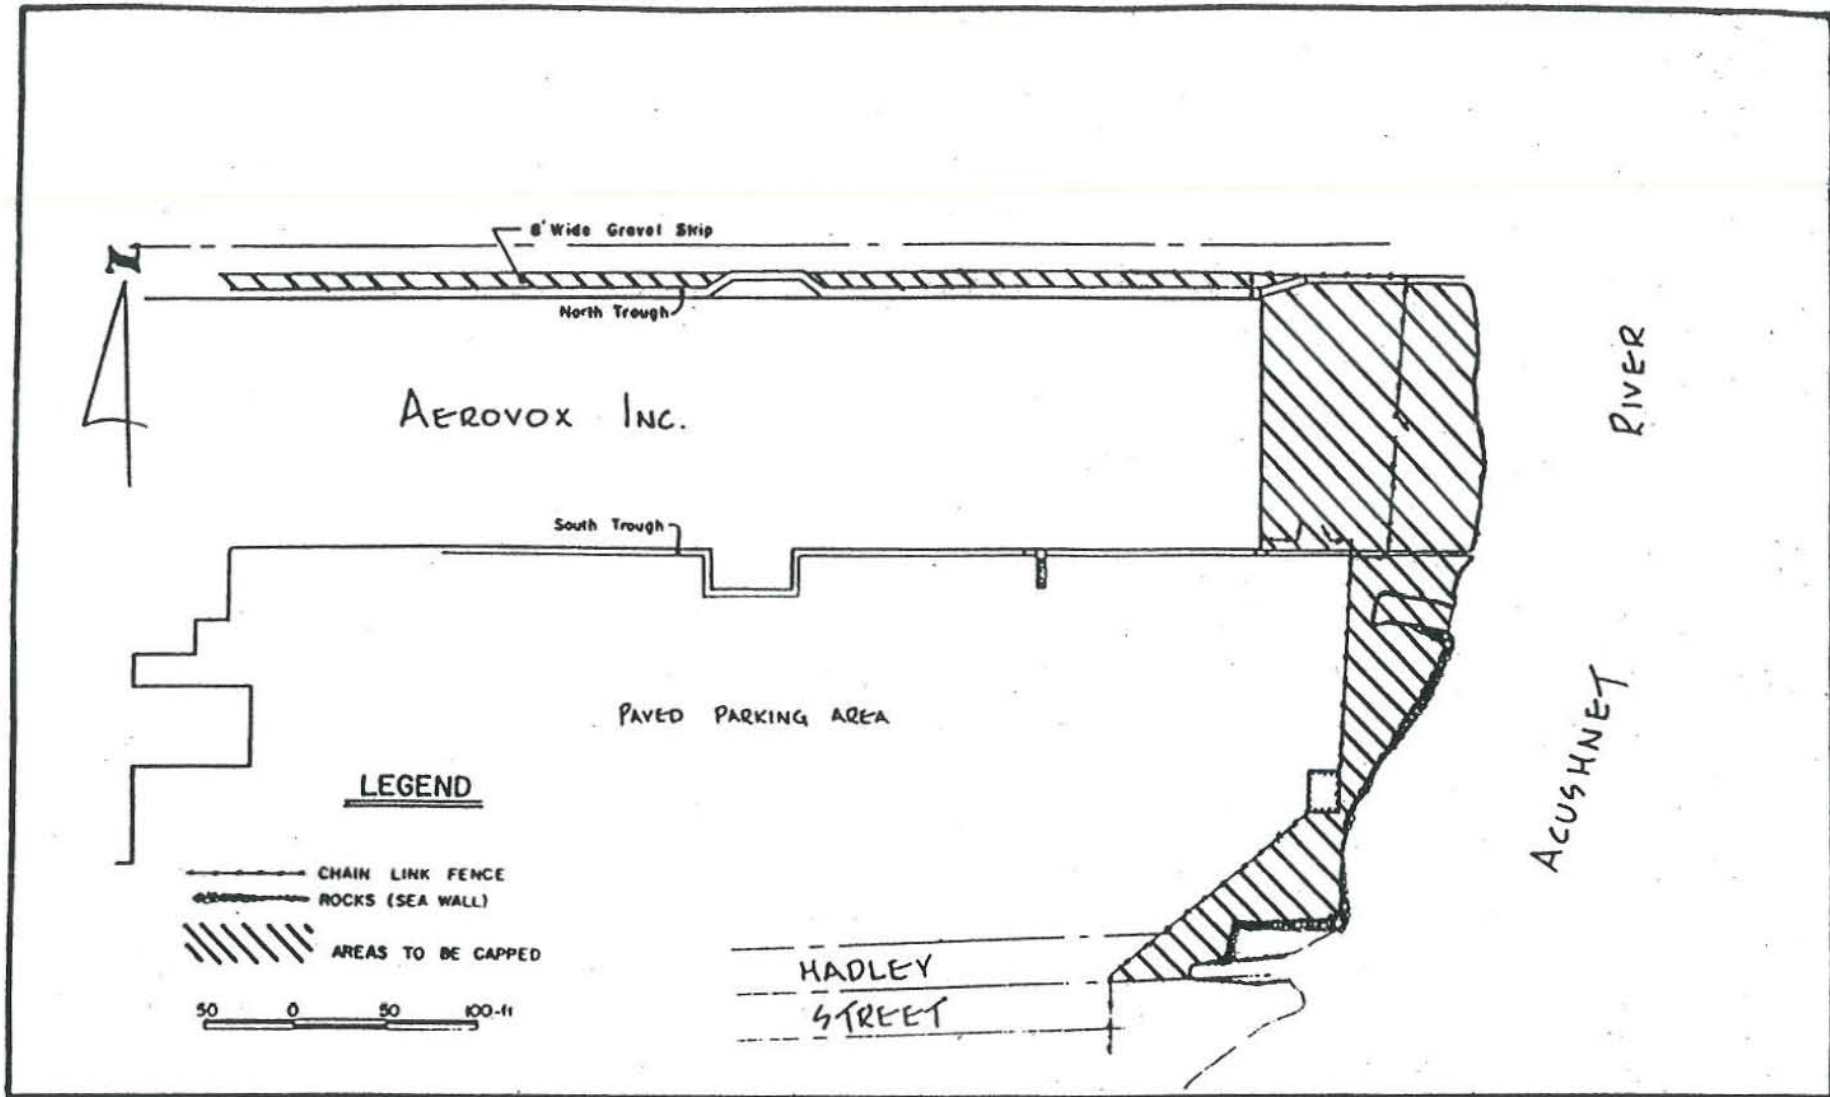 8' Wide Gravel Strip
N
North Trough
AEROVOX INC.
RIVER
South Trough
PAVED PARKING AREA
ACUSHNET
LEGEND
CHAIN LINK FENCE
ROCKS (SEA WALL)
AREAS TO BE CAPPED
HADLEY
STREET
50 0 50 100-ft